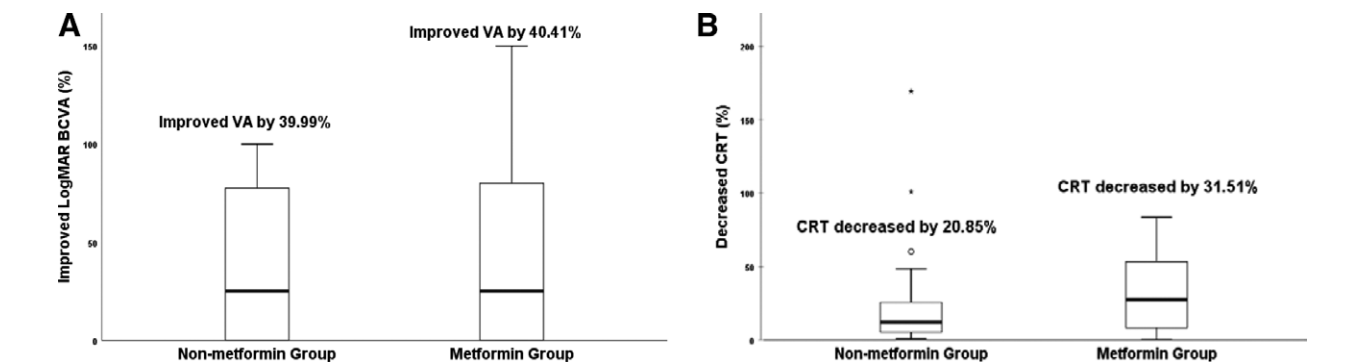 A
Improved LogMAR BCVA (%)
150
100
50
0
Improved VA by 39.99%
Improved VA by 40.41%
Non-metformin Group
Metformin Group
B
Decreased CRT (%)
200
150
100
50
0
CRT decreased by 20.85%
CRT decreased by 31.51%
Non-metformin Group
Metformin Group